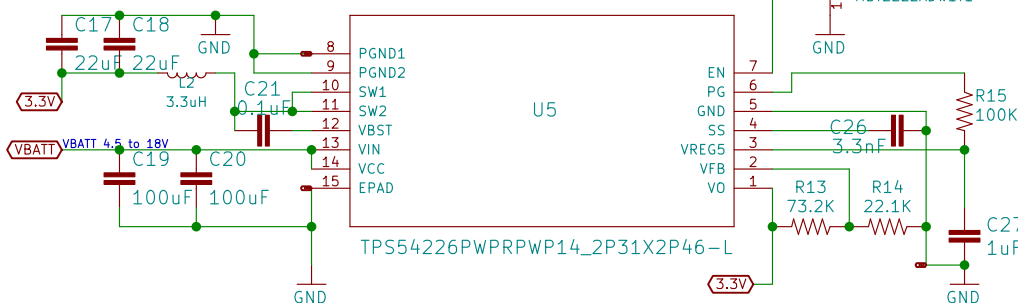 C17
C18
22uF
22uF
GND
L2
3.3uH
3.3V
C21
0.1uF
VBATT
VBATT 4.5 to 18V
C19
C20
100uF
100uF
GND
8
9
10
11
12
13
14
15
PGND1
PGND2
SW1
SW2
VBST
VIN
VCC
EPAD
U5
EN
PG
GND
SS
VREG5
VFB
VO
7
6
5
4
3
2
1
TPS54226PWPRPWP14_2P31X2P46-L
1
GND
R15
100K
C26
3.3nF
R13
73.2K
R14
22.1K
C27
1uF
3.3V
GND